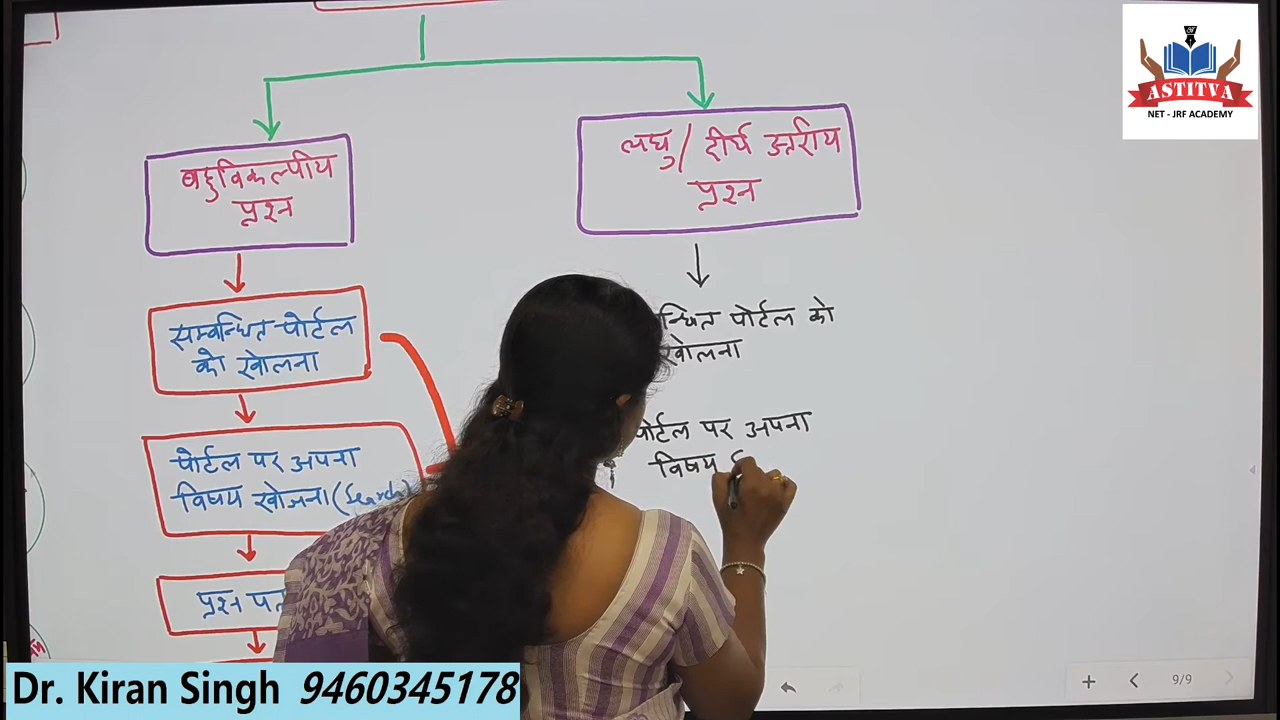 ASTITVA
NET - JRF ACADEMY
बहुविकल्पीय
प्रश्न
सम्बन्धित पोर्टल
को खोलना
पोर्टल पर अपना
विषय खोजना (Search)
प्रश्न
लघु / दीर्घ उत्तरीय
प्रश्न
पोर्टल को
खोलना
पोर्टल पर अपना
विषय
9/9
Dr. Kiran Singh 9460345178